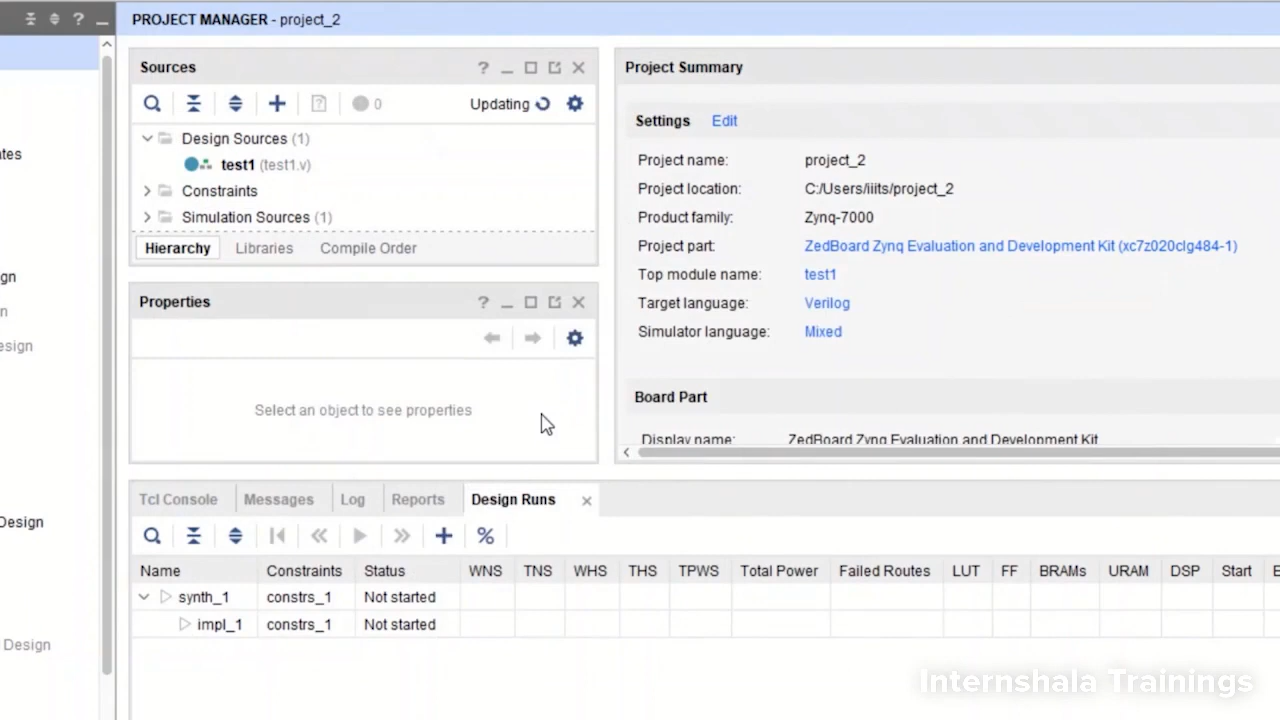 PROJECT MANAGER - project_2
Sources
Updating
0
Design Sources (1)
test1 (test1.v)
Constraints
Simulation Sources (1)
Hierarchy Libraries Compile Order
Properties
Select an object to see properties
Project Summary
Settings Edit
Project name: project_2
Project location: C:/Users/iiits/project_2
Product family: Zynq-7000
Project part: ZedBoard Zynq Evaluation and Development Kit (xc7z020clg484-1)
Top module name: test1
Target language: Verilog
Simulator language: Mixed
Board Part
Display name: ZedBoard Zynq Evaluation and Development Kit
ates
gn
n
esign
Design
Design
Tcl Console Messages Log Reports Design Runs
Name Constraints Status WNS TNS WHS THS TPWS Total Power Failed Routes LUT FF BRAMs URAM DSP Start E
synth_1 constrs_1 Not started
impl_1 constrs_1 Not started
Internshala Trainings